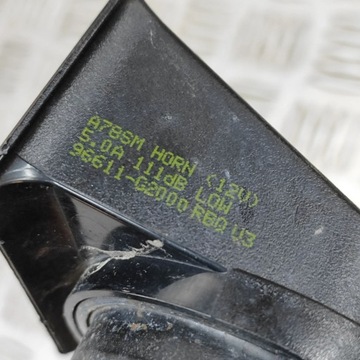 A7BSM HORN (12V)
5.0A 111dB LOW
96611-G2000 RBQ V3